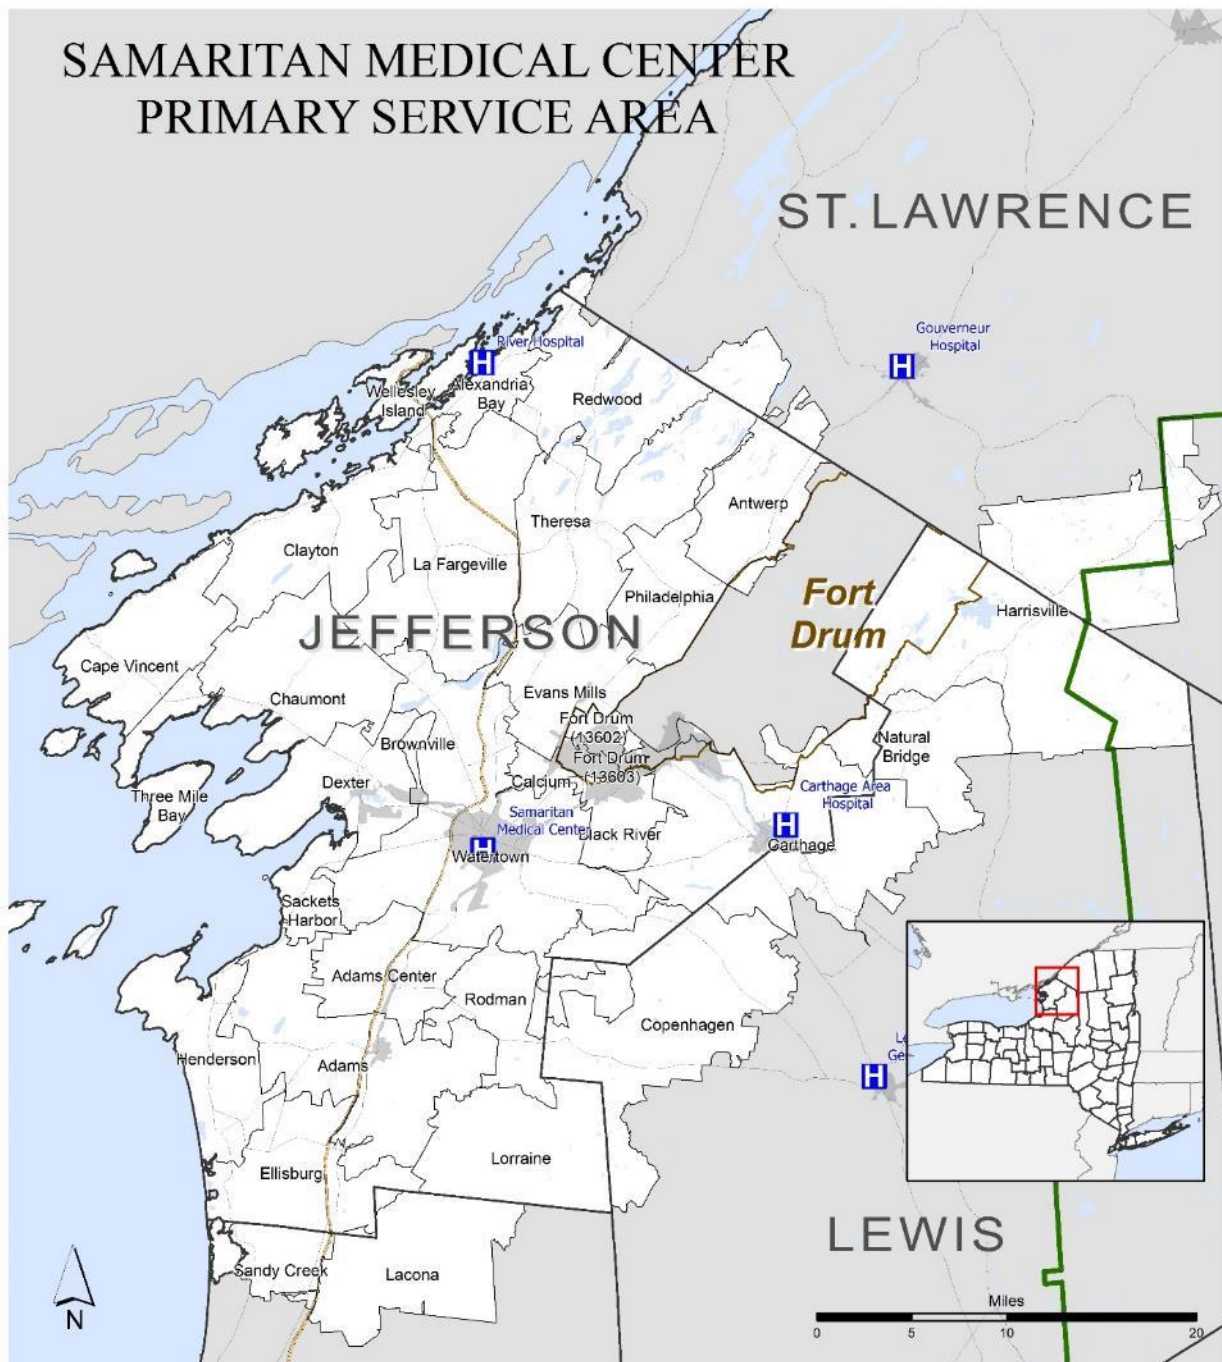 SAMARITAN MEDICAL CENTER
PRIMARY SERVICE AREA
ST. LAWRENCE
Gouverneur
Hospital
River Hospital
H
H
Wellesley
Island
Alexandria
Bay
Redwood
Antwerp
Theresa
Clayton
La Fargeville
Philadelphia
Fort
Drum
Harrisville
JEFFERSON
Cape Vincent
Chaumont
Evans Mills
Fort Drum
(13602)
Fort Drum
(13603)
Natural
Bridge
Brownville
Dexter
Calcium
Three Mile
Bay
Samaritan
Medical Center
H
Watertown
Black River
Carthage Area
Hospital
H
Carthage
Sackets
Harbor
Adams Center
Rodman
Copenhagen
Henderson
Adams
H
Ellisburg
Lorraine
LEWIS
Sandy Creek
Lacona
N
Miles
0 5 10 20